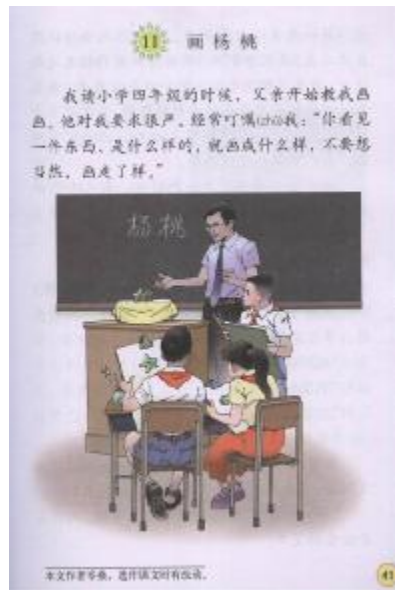 11 画杨桃
我读小学四年级的时候，父亲开始教我画
画。他对我要求很严，经常叮嘱(zhǔ)我：“你看见
一件东西，是什么样的，就画成什么样，不要想
当然，画走了样。”
杨桃
本文作者岑桑，选作课文时有改动。
41